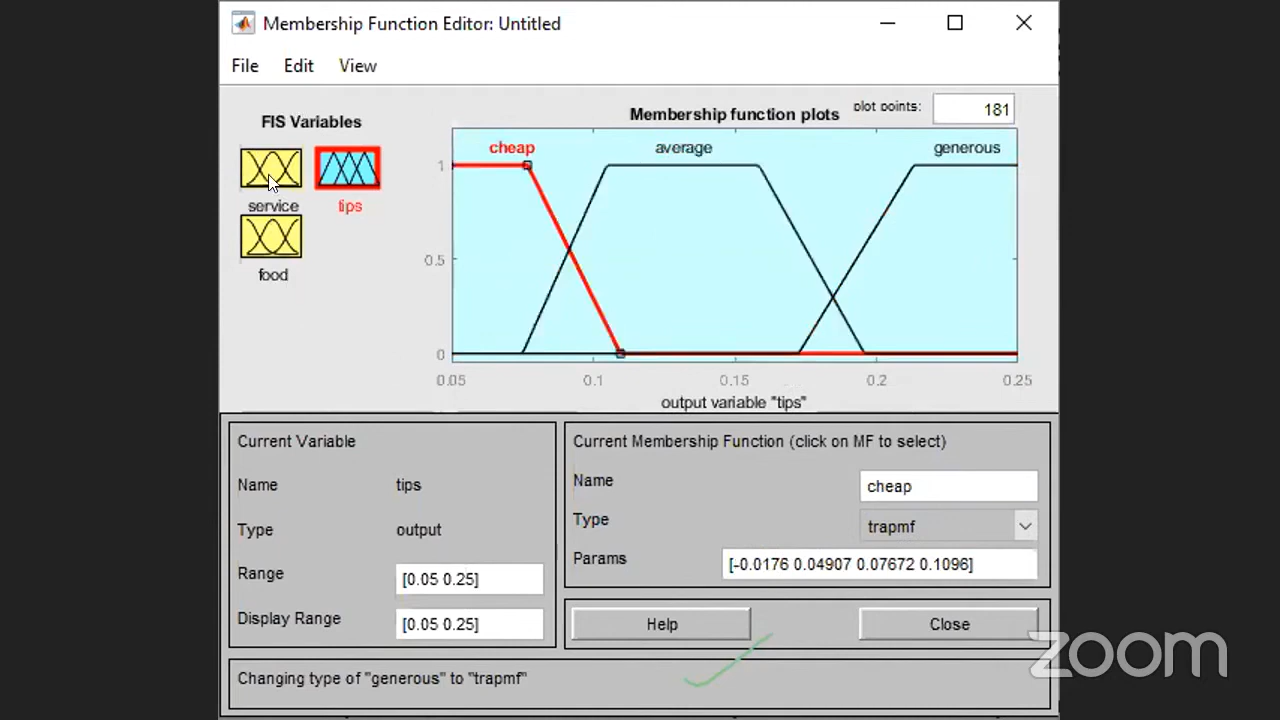 Membership Function Editor: Untitled
File Edit View
FIS Variables
service
tips
food
Membership function plots
plot points:
181
cheap
average
generous
1
0.5
0
0.05
0.1
0.15
0.2
0.25
output variable "tips"
Current Variable
Name tips
Type output
Range [0.05 0.25]
Display Range [0.05 0.25]
Current Membership Function (click on MF to select)
Name cheap
Type trapmf
Params [-0.0176 0.04907 0.07672 0.1096]
Help
Close
Changing type of "generous" to "trapmf"
zoom